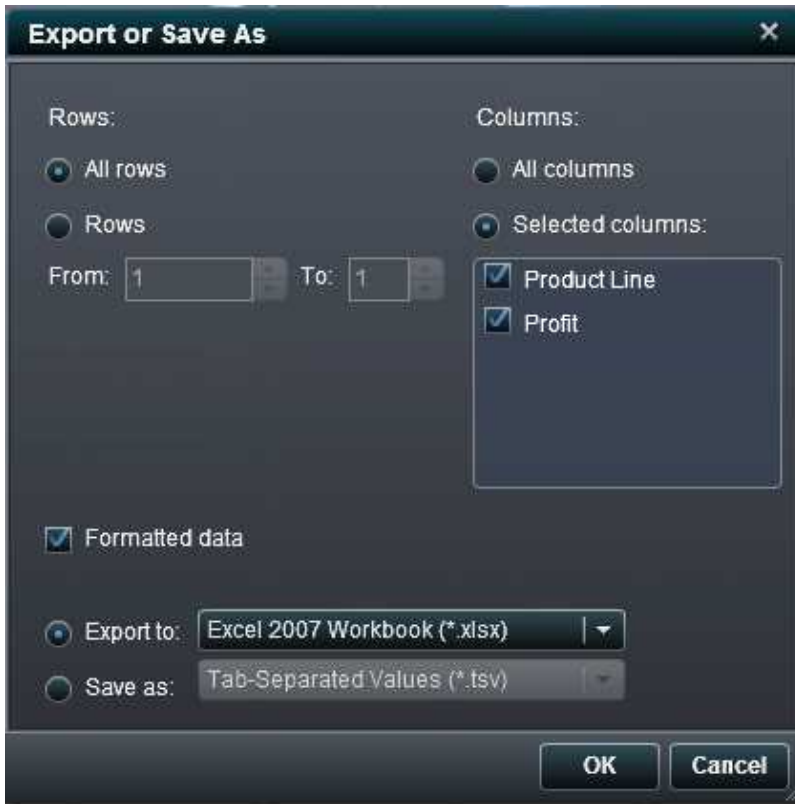 Export or Save As
Rows:
All rows
Rows
From: 1 To: 1
Columns:
All columns
Selected columns:
Product Line
Profit
Formatted data
Export to: Excel 2007 Workbook (*.xlsx)
Save as: Tab-Separated Values (*.tsv)
OK Cancel